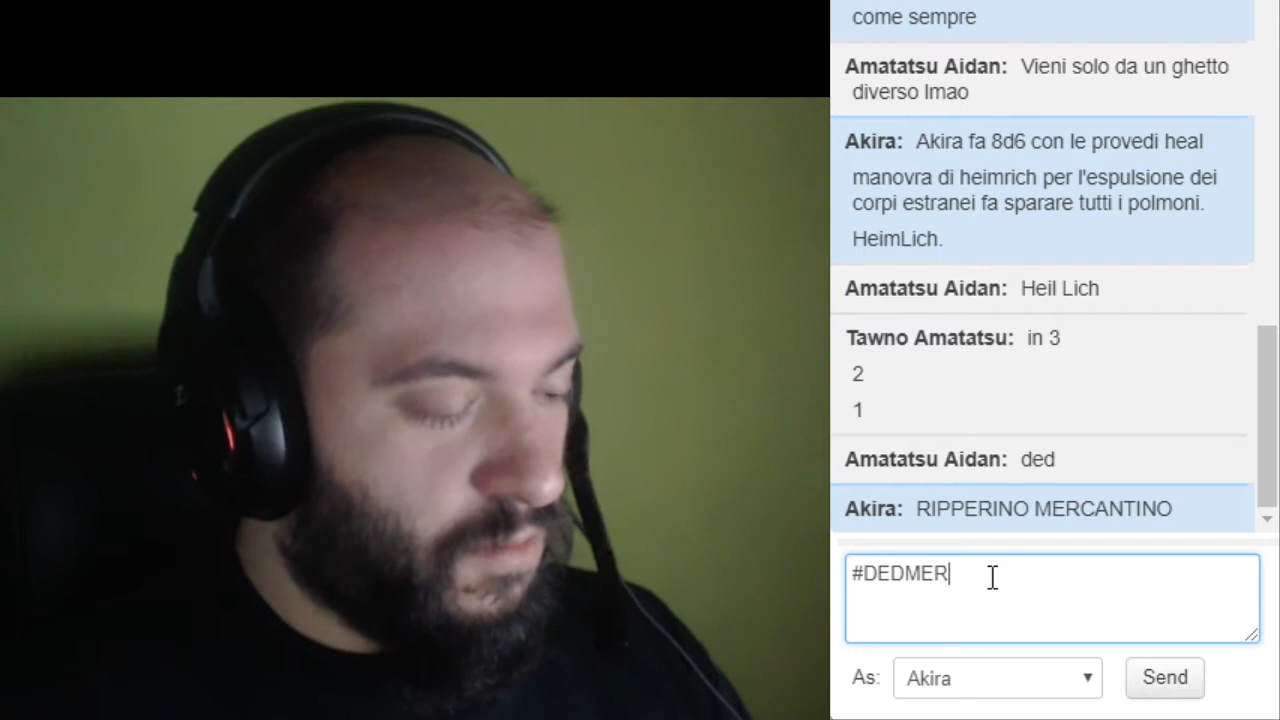 come sempre
Amatatsu Aidan: Vieni solo da un ghetto
diverso lmao
Akira: Akira fa 8d6 con le provedi heal
manovra di heimrich per l'espulsione dei
corpi estranei fa sparare tutti i polmoni.
HeimLich.
Amatatsu Aidan: Heil Lich
Tawno Amatatsu: in 3
2
1
Amatatsu Aidan: ded
Akira: RIPPERINO MERCANTINO
#DEDMER
As: Akira Send